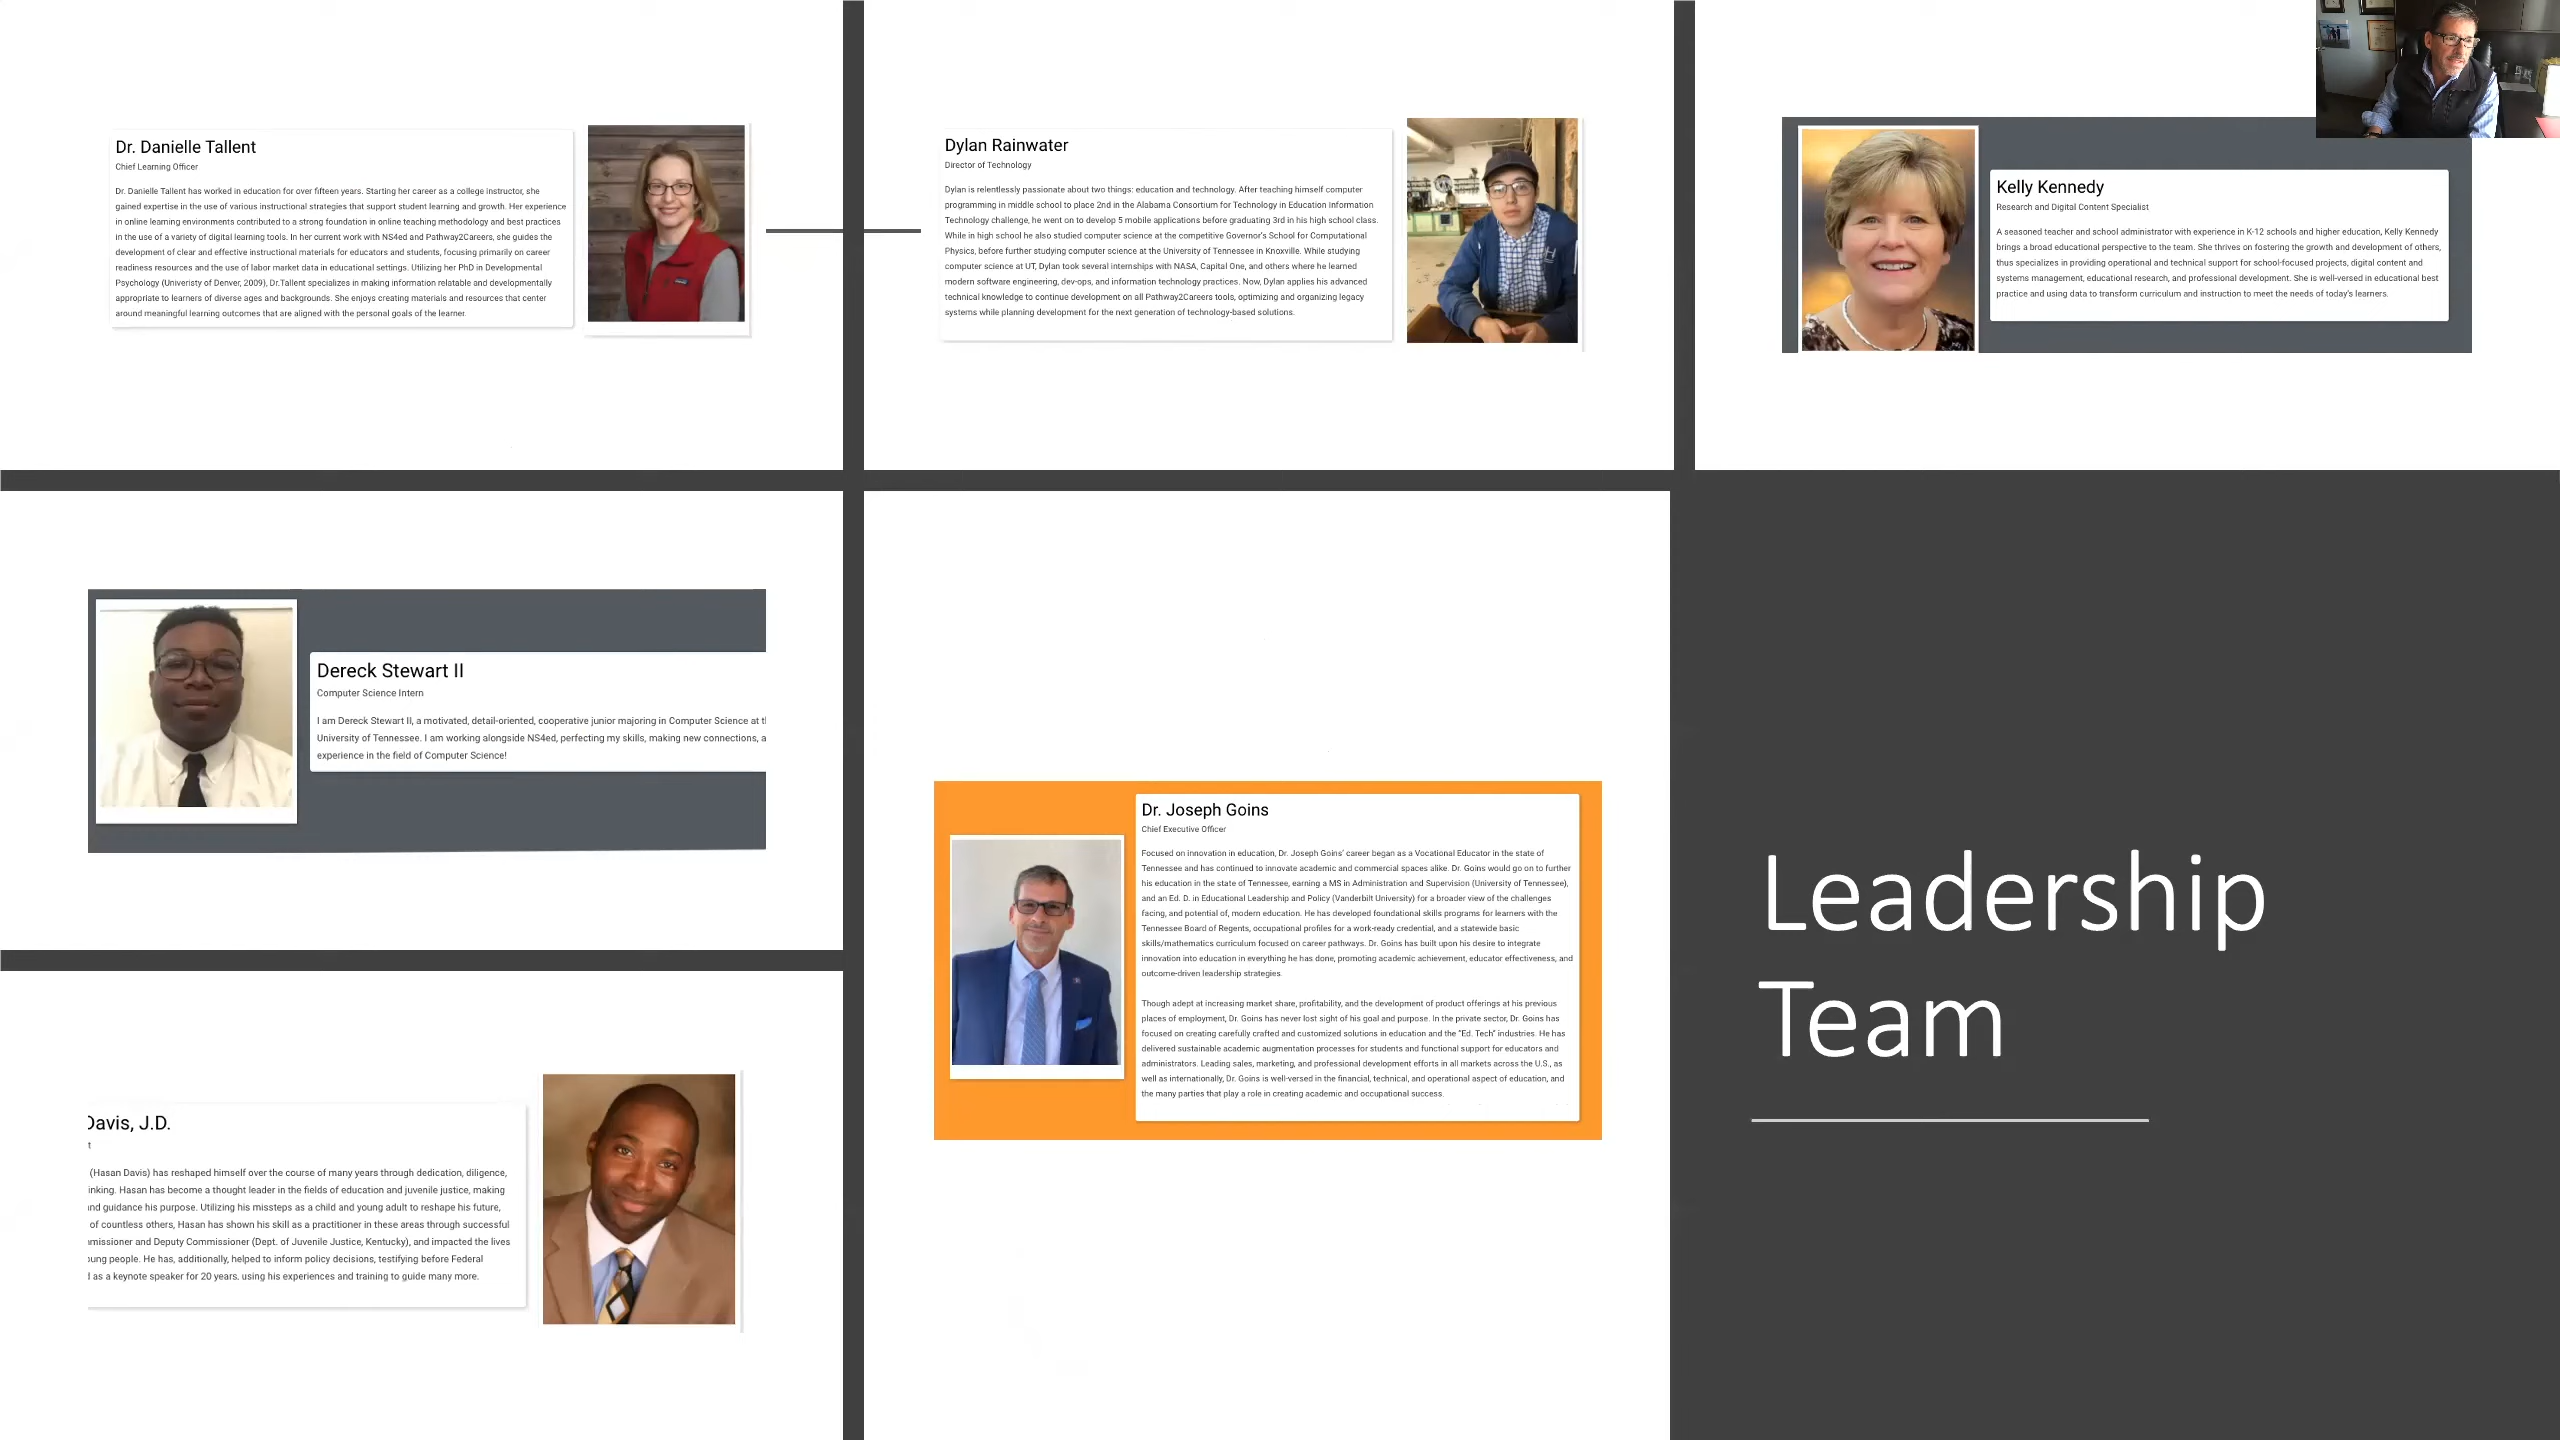 Dr. Danielle Tallent
Chief Learning Officer
Dr. Danielle Tallent has worked in education for over fifteen years. Starting her career as a college instructor, she
gained expertise in the use of various instructional strategies that support student learning and growth. Her experience
in online learning environments contributed to a strong foundation in online teaching methodology and best practices
in the use of a variety of digital learning tools. In her current work with NS4ed and Pathway2Careers, she guides the
development of clear and effective instructional materials for educators and students, focusing primarily on career
readiness resources and the use of labor market data in educational settings. Utilizing her PhD in Developmental
Psychology (Univeristy of Denver, 2009), Dr.Tallent specializes in making information relatable and developmentally
appropriate to learners of diverse ages and backgrounds. She enjoys creating materials and resources that center
around meaningful learning outcomes that are aligned with the personal goals of the learner.
Dylan Rainwater
Director of Technology
Dylan is relentlessly passionate about two things: education and technology. After teaching himself computer
programming in middle school to place 2nd in the Alabama Consortium for Technology in Education Information
Technology challenge, he went on to develop 5 mobile applications before graduating 3rd in his high school class.
While in high school he also studied computer science at the competitive Governor's School for Computational
Physics, before further studying computer science at the University of Tennessee in Knoxville. While studying
computer science at UT, Dylan took several internships with NASA, Capital One, and others where he learned
modern software engineering, dev-ops, and information technology practices. Now, Dylan applies his advanced
technical knowledge to continue development on all Pathway2Careers tools, optimizing and organizing legacy
systems while planning development for the next generation of technology-based solutions.
Kelly Kennedy
Research and Digital Content Specialist
A seasoned teacher and school administrator with experience in K-12 schools and higher education, Kelly Kennedy
brings a broad educational perspective to the team. She thrives on fostering the growth and development of others,
thus specializes in providing operational and technical support for school-focused projects, digital content and
systems management, educational research, and professional development. She is well-versed in educational best
practice and using data to transform curriculum and instruction to meet the needs of today's learners.
Dereck Stewart II
Computer Science Intern
I am Dereck Stewart II, a motivated, detail-oriented, cooperative junior majoring in Computer Science at t
University of Tennessee. I am working alongside NS4ed, perfecting my skills, making new connections, a
experience in the field of Computer Science!
Davis, J.D.
t
(Hasan Davis) has reshaped himself over the course of many years through dedication, diligence,
inking. Hasan has become a thought leader in the fields of education and juvenile justice, making
and guidance his purpose. Utilizing his missteps as a child and young adult to reshape his future,
of countless others, Hasan has shown his skill as a practitioner in these areas through successful
missioner and Deputy Commissioner (Dept. of Juvenile Justice, Kentucky), and impacted the lives
ung people. He has, additionally, helped to inform policy decisions, testifying before Federal
as a keynote speaker for 20 years. using his experiences and training to guide many more.
Dr. Joseph Goins
Chief Executive Officer
Focused on innovation in education, Dr. Joseph Goins' career began as a Vocational Educator in the state of
Tennessee and has continued to innovate academic and commercial spaces alike. Dr. Goins would go on to further
his education in the state of Tennessee, earning a MS in Administration and Supervision (University of Tennessee),
and an Ed. D. in Educational Leadership and Policy (Vanderbilt University) for a broader view of the challenges
facing, and potential of, modern education. He has developed foundational skills programs for learners with the
Tennessee Board of Regents, occupational profiles for a work-ready credential, and a statewide basic
skills/mathematics curriculum focused on career pathways. Dr. Goins has built upon his desire to integrate
innovation into education in everything he has done, promoting academic achievement, educator effectiveness, and
outcome-driven leadership strategies.
Though adept at increasing market share, profitability, and the development of product offerings at his previous
places of employment, Dr. Goins has never lost sight of his goal and purpose. In the private sector, Dr. Goins has
focused on creating carefully crafted and customized solutions in education and the "Ed. Tech" industries. He has
delivered sustainable academic augmentation processes for students and functional support for educators and
administrators. Leading sales, marketing, and professional development efforts in all markets across the U.S., as
well as internationally, Dr. Goins is well-versed in the financial, technical, and operational aspect of education, and
the many parties that play a role in creating academic and occupational success.
Leadership
Team